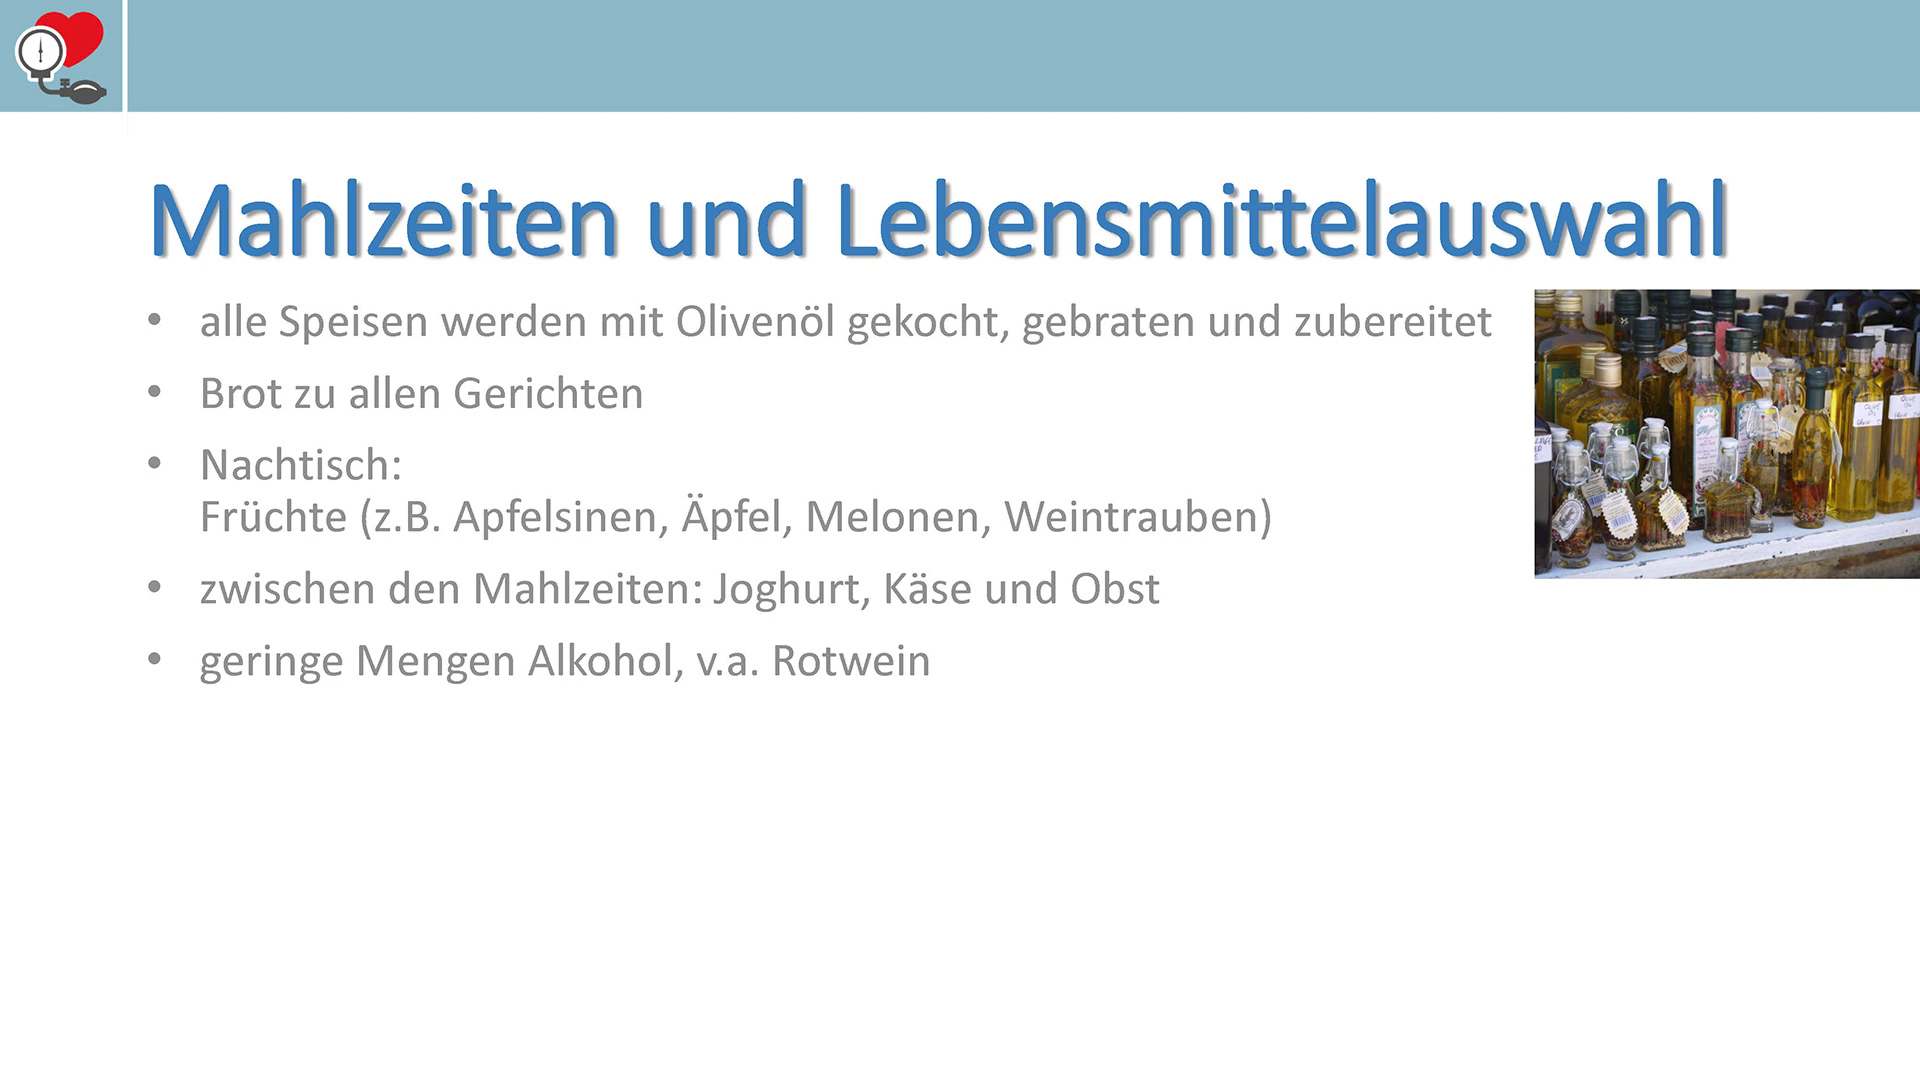 Mahlzeiten und Lebensmittelauswahl
• alle Speisen werden mit Olivenöl gekocht, gebraten und zubereitet
• Brot zu allen Gerichten
• Nachtisch:
Früchte (z.B. Apfelsinen, Äpfel, Melonen, Weintrauben)
• zwischen den Mahlzeiten: Joghurt, Käse und Obst
• geringe Mengen Alkohol, v.a. Rotwein